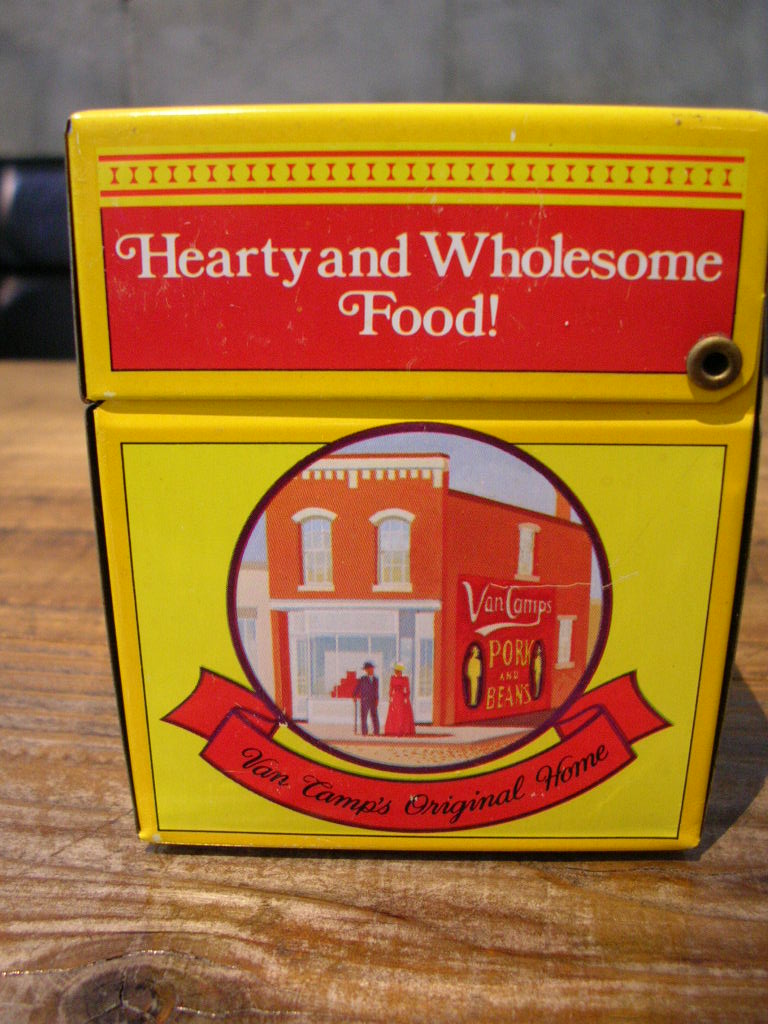 Hearty and Wholesome
Food!
Van Camps
PORK
AND
BEANS
Van Camp's Original Home